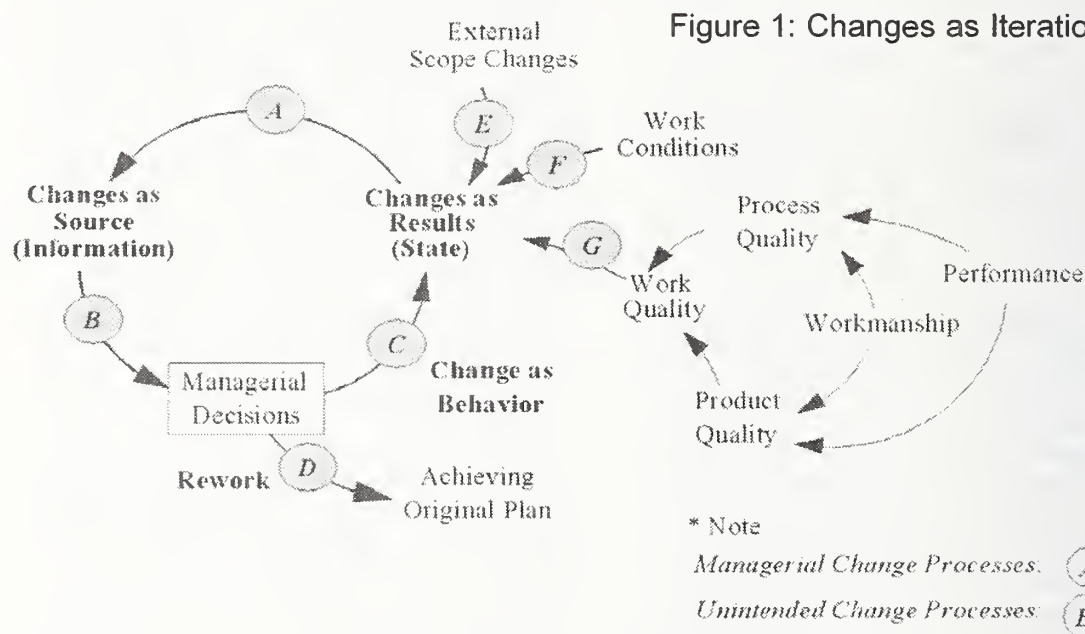 Figure 1: Changes as Iteratio
External
Scope Changes
A
E
Work
Conditions
F
Changes as
Source
(Information)
Changes as
Results
(State)
Process
Quality
G
Performance
Work
Quality
B
Workmanship
C
Managerial
Decisions
Change as
Behavior
Product
Quality
Rework
D
Achieving
Original Plan
* Note
Managerial Change Processes:
A
Unintended Change Processes:
E